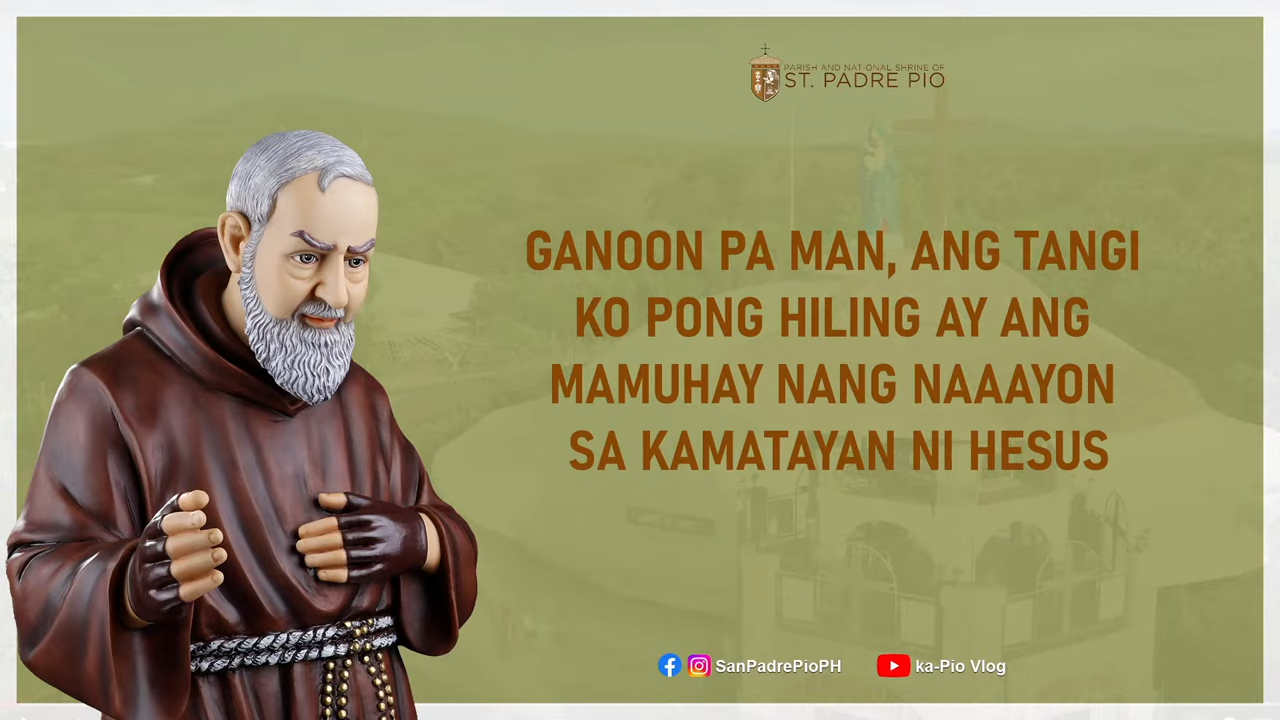 PARISH AND NATIONAL SHRINE OF
ST. PADRE PIO
GANOON PA MAN, ANG TANGI
KO PONG HILING AY ANG
MAMUHAY NANG NAAAYON
SA KAMATAYAN NI HESUS
SanPadrePioPH ka-Pio Vlog